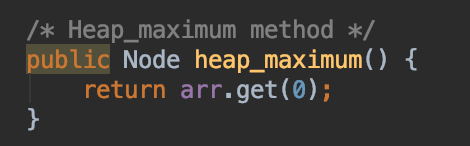 /* Heap_maximum method */
public Node heap_maximum() {
return arr.get(0);
}